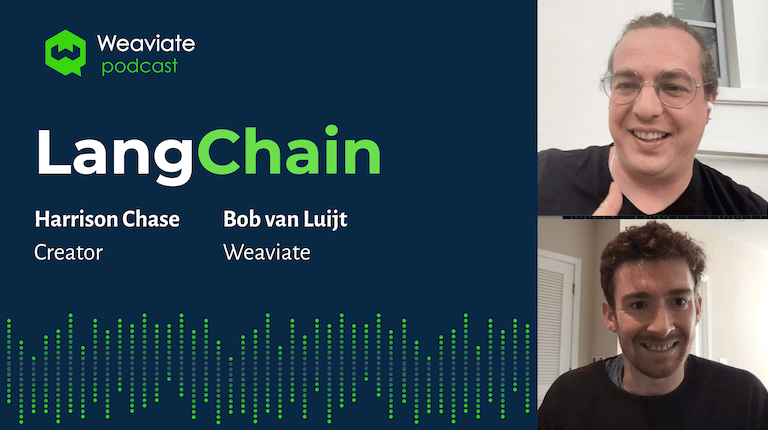 Weaviate
podcast
LangChain
Harrison Chase
Creator
Bob van Luijt
Weaviate